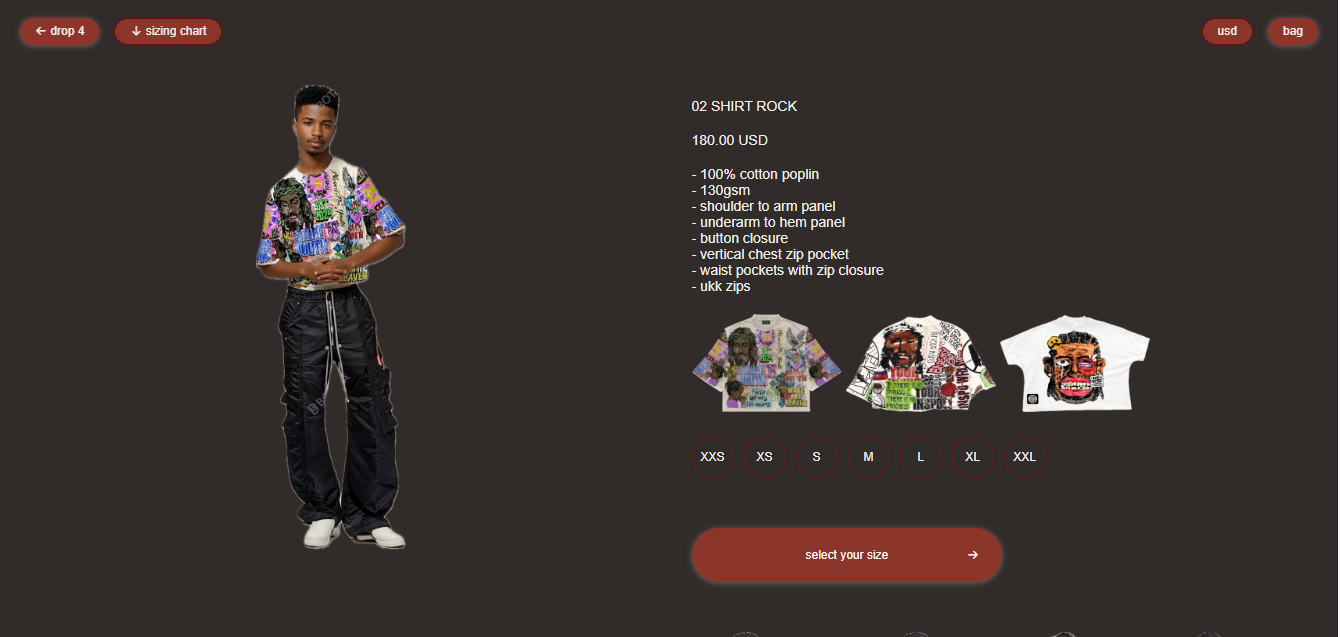 ← drop 4
↓ sizing chart
usd
bag
02 SHIRT ROCK
180.00 USD
- 100% cotton poplin
- 130gsm
- shoulder to arm panel
- underarm to hem panel
- button closure
- vertical chest zip pocket
- waist pockets with zip closure
- ukk zips
XXS XS S M L XL XXL
select your size →